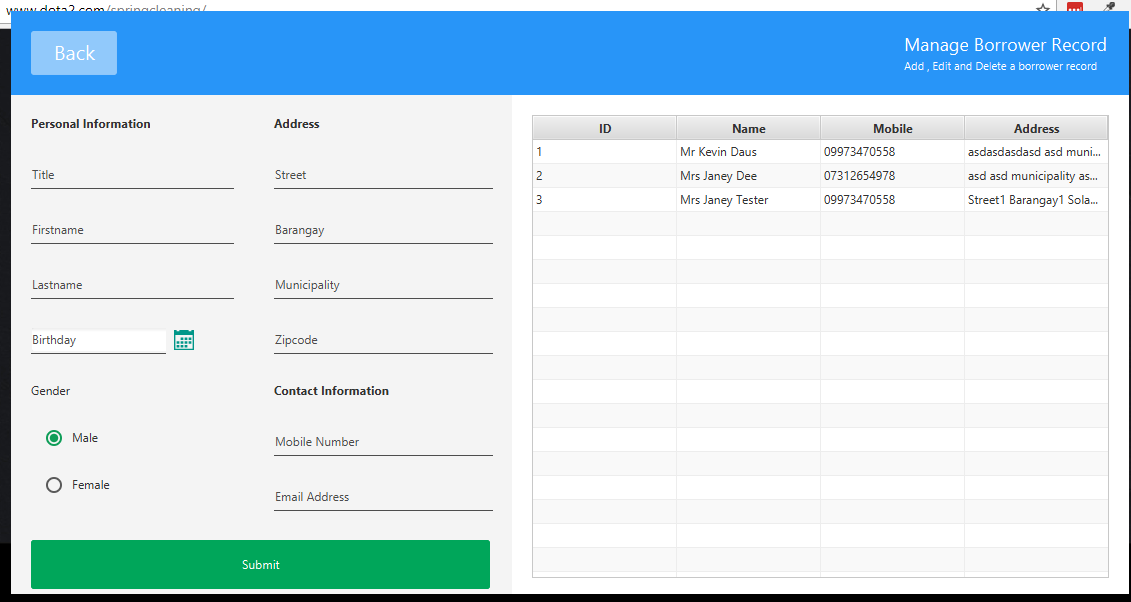 www.dota2.com/springcleaning/
Back
Manage Borrower Record
Add , Edit and Delete a borrower record
Personal Information
Title
Firstname
Lastname
Birthday
Gender
Male
Female
Address
Street
Barangay
Municipality
Zipcode
Contact Information
Mobile Number
Email Address
Submit
ID Name Mobile Address
1 Mr Kevin Daus 09973470558 asdasdasdasd asd muni...
2 Mrs Janey Dee 07312654978 asd asd municipality as...
3 Mrs Janey Tester 09973470558 Street1 Barangay1 Sola...